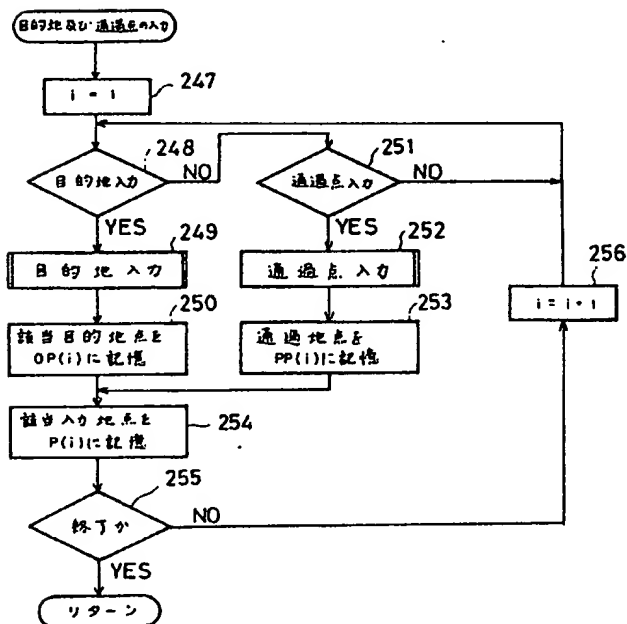 目的地及び通過点の入力
i = 1
247
248
目的地入力
NO
YES
251
通過点入力
NO
YES
249
目的地入力
252
通過点入力
256
i = i + 1
250
該当目的地点を
OP(i)に記憶
253
通過地点を
PP(i)に記憶
該当入力地点を
P(i)に記憶
254
255
終了か
NO
YES
リターン